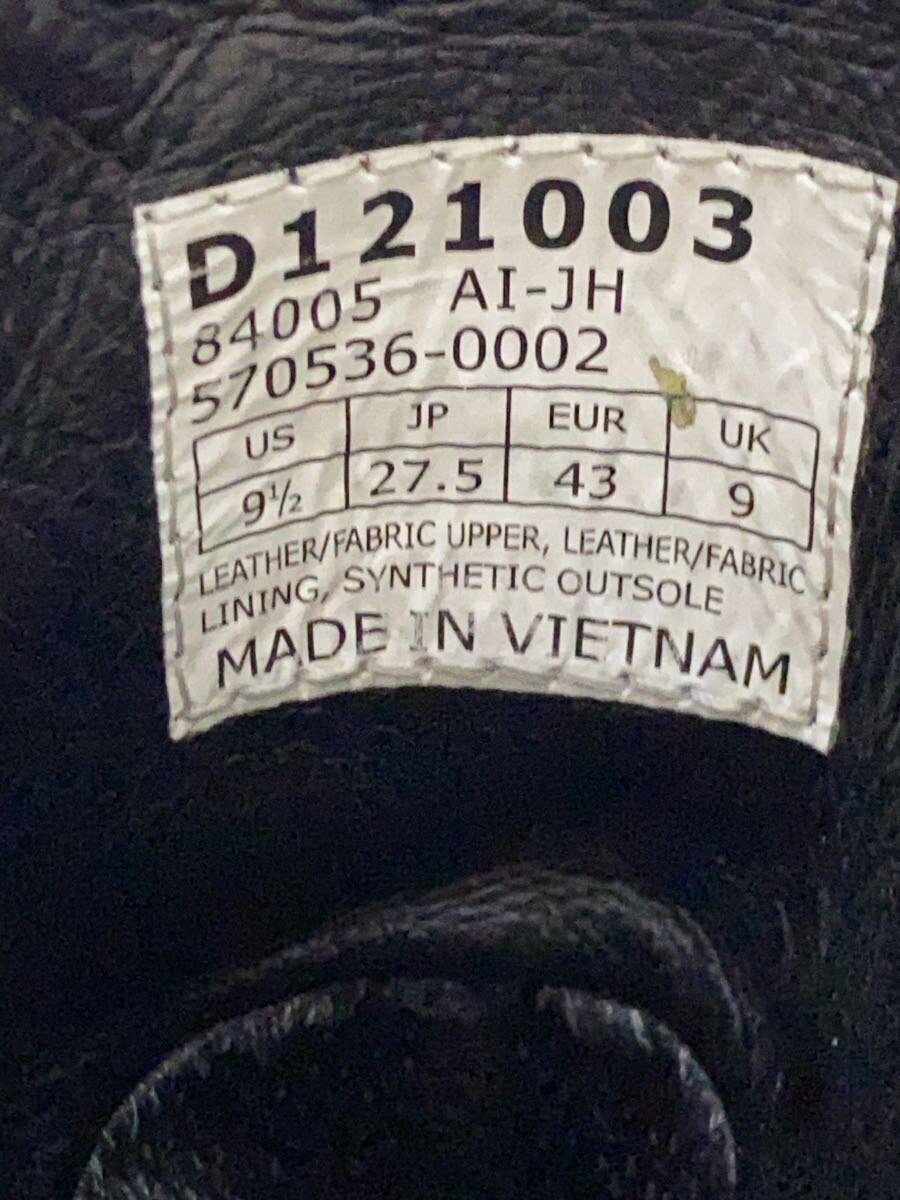 D121003
84005 AI-JH
570536-0002
US JP EUR UK
9½ 27.5 43 9
LEATHER/FABRIC UPPER, LEATHER/FABRIC
LINING, SYNTHETIC OUTSOLE
MADE IN VIETNAM